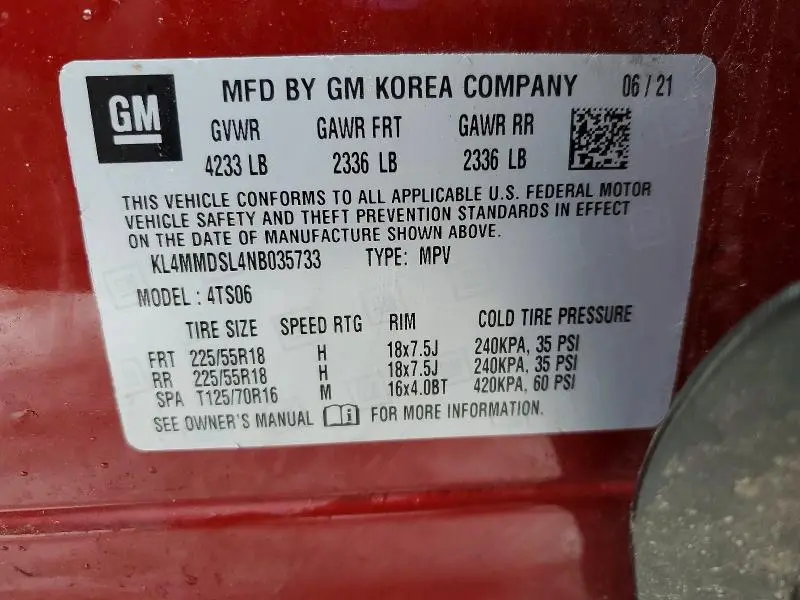 GM
MFD BY GM KOREA COMPANY 06/21
GVWR GAWR FRT GAWR RR
4233 LB 2336 LB 2336 LB
THIS VEHICLE CONFORMS TO ALL APPLICABLE U.S. FEDERAL MOTOR
VEHICLE SAFETY AND THEFT PREVENTION STANDARDS IN EFFECT
ON THE DATE OF MANUFACTURE SHOWN ABOVE.
KL4MMDSL4NB035733 TYPE: MPV
MODEL : 4TS06
TIRE SIZE SPEED RTG RIM COLD TIRE PRESSURE
FRT 225/55R18 H 18x7.5J 240KPA, 35 PSI
RR 225/55R18 H 18x7.5J 240KPA, 35 PSI
SPA T125/70R16 M 16x4.0BT 420KPA, 60 PSI
SEE OWNER'S MANUAL i FOR MORE INFORMATION.